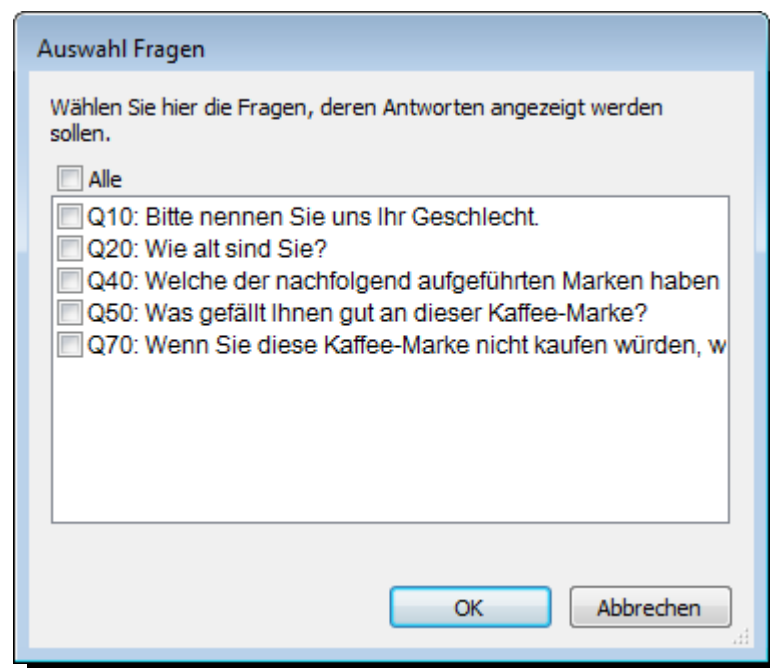 Auswahl Fragen
Wählen Sie hier die Fragen, deren Antworten angezeigt werden
sollen.
Alle
Q10: Bitte nennen Sie uns Ihr Geschlecht.
Q20: Wie alt sind Sie?
Q40: Welche der nachfolgend aufgeführten Marken haben
Q50: Was gefällt Ihnen gut an dieser Kaffee-Marke?
Q70: Wenn Sie diese Kaffee-Marke nicht kaufen würden, w
OK
Abbrechen